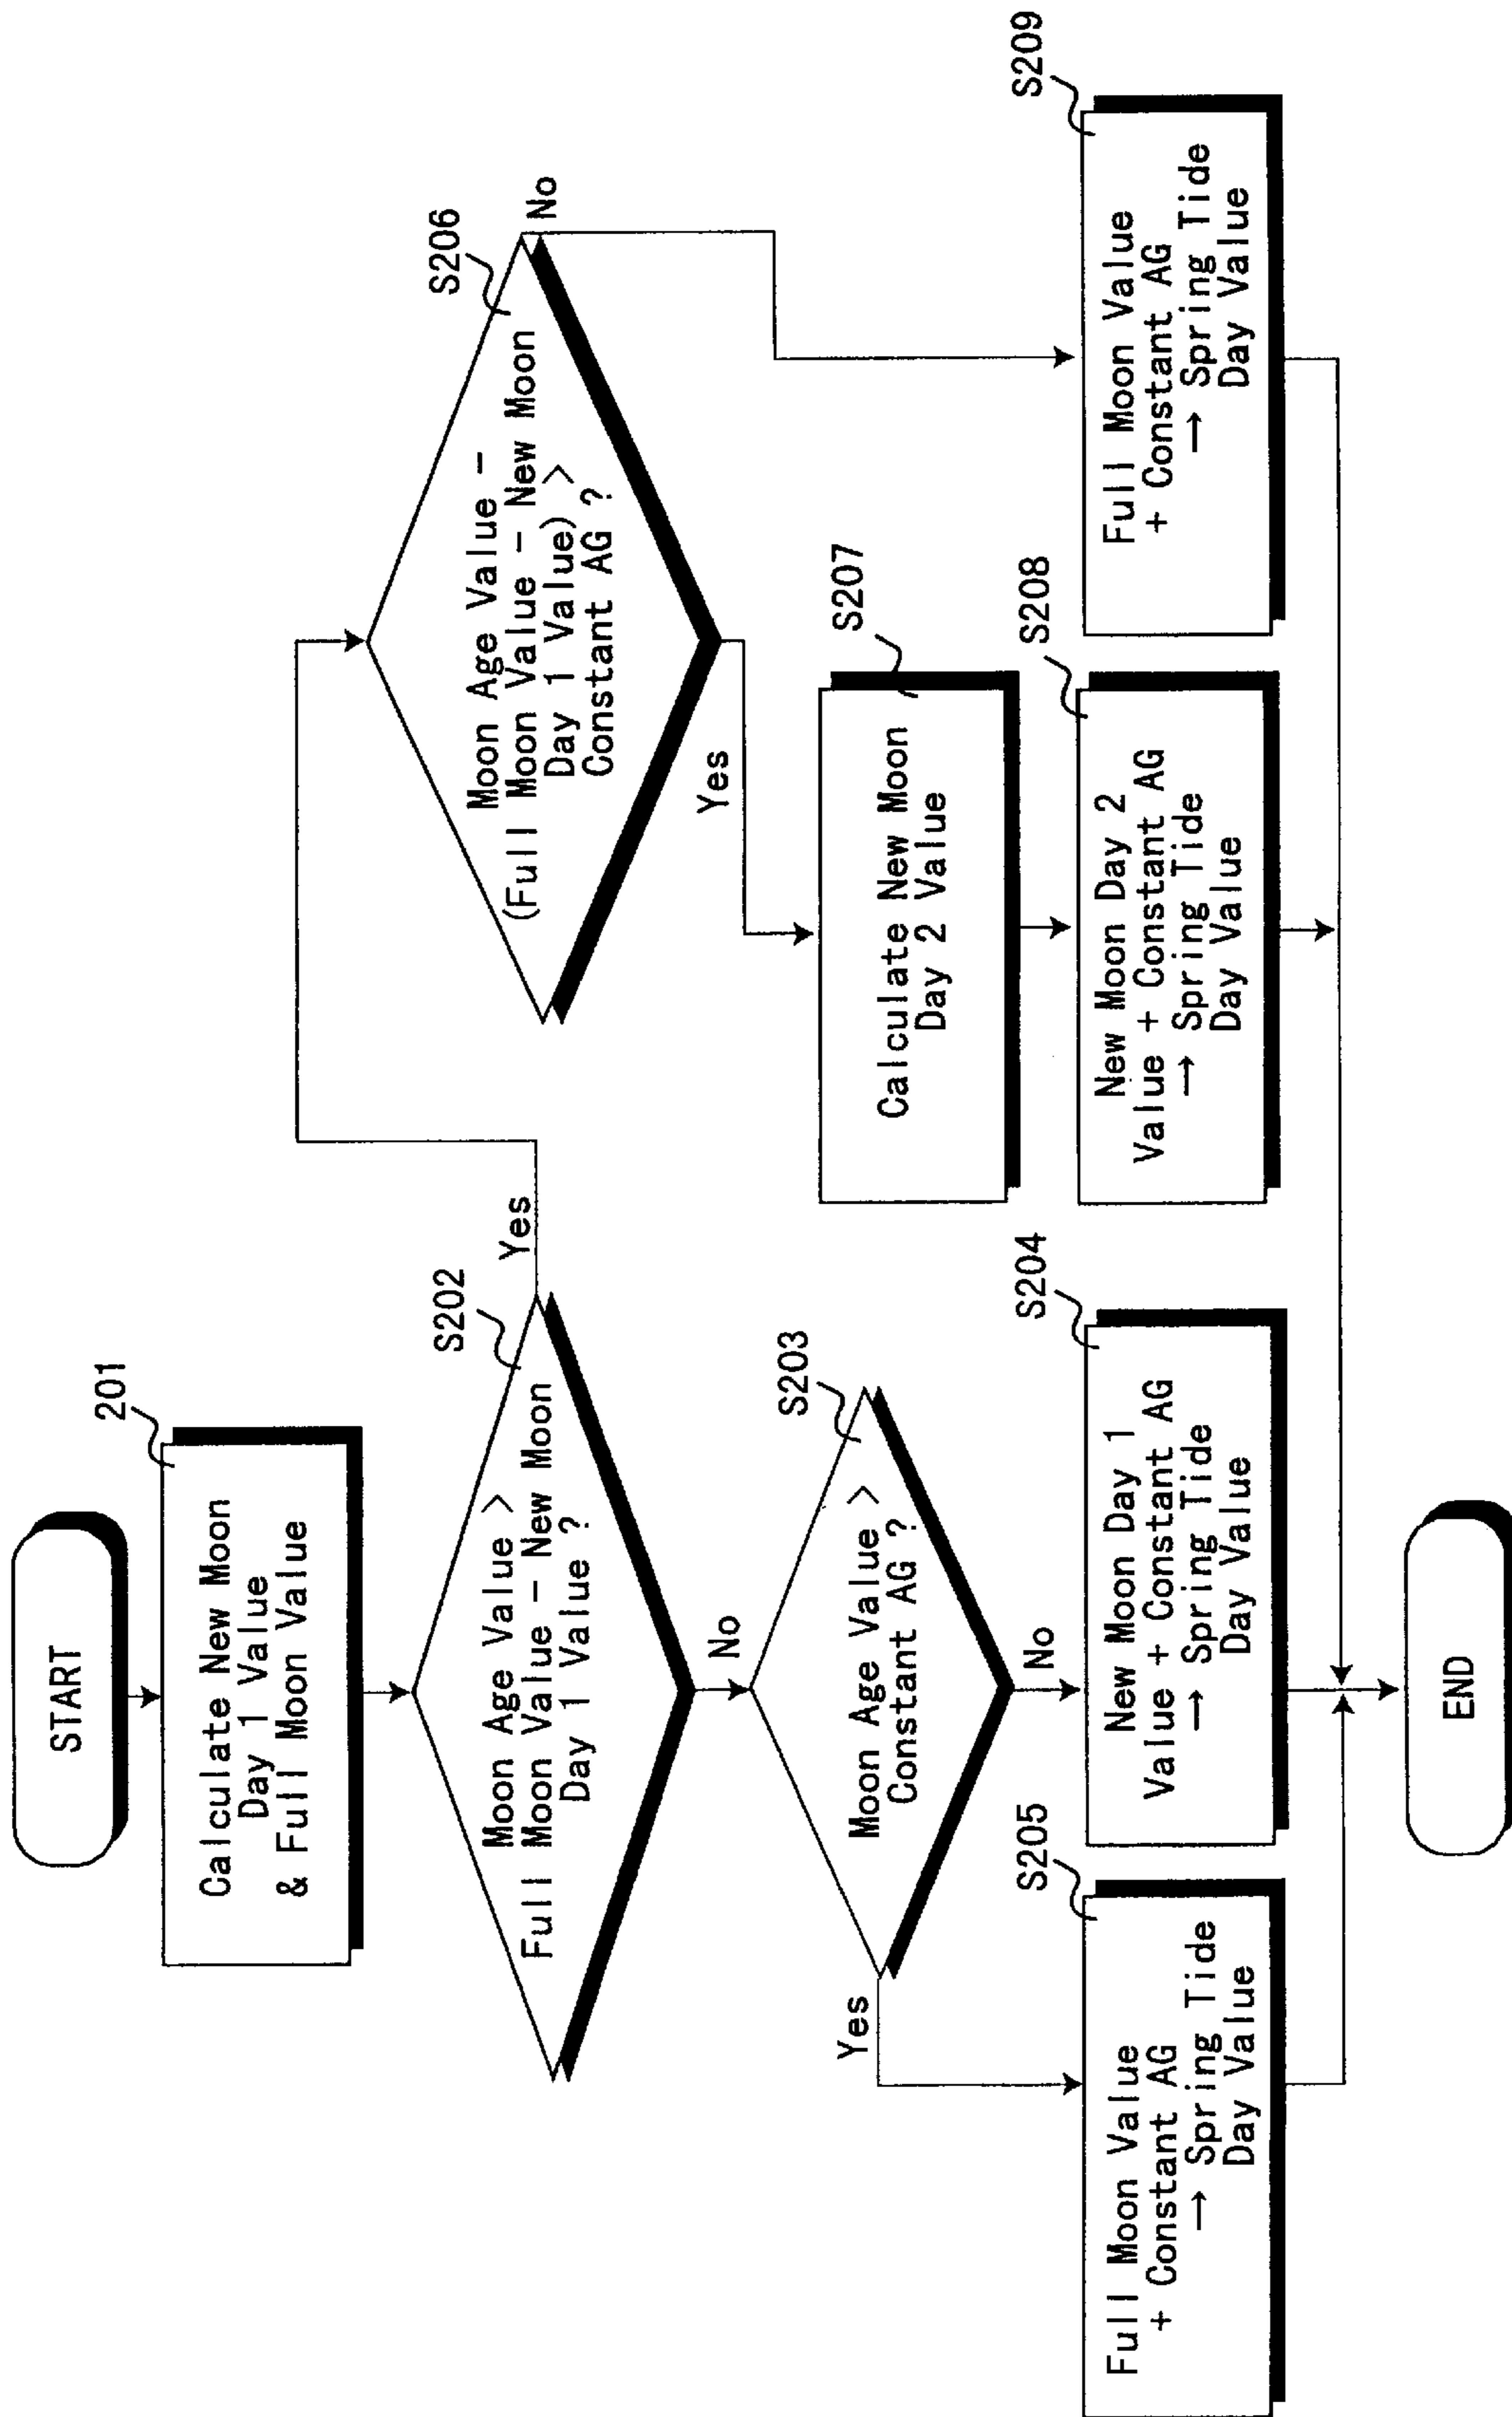 START
201
Calculate New Moon
Day 1 Value
& Full Moon Value
S202
Moon Age Value >
Full Moon Value - New Moon
Day 1 Value ?
Yes
No
S203
Moon Age Value >
Constant AG ?
Yes
No
S205
Full Moon Value
+ Constant AG
→ Spring Tide
Day Value
S204
New Moon Day 1
Value + Constant AG
→ Spring Tide
Day Value
S206
Moon Age Value -
(Full Moon Value - New Moon
Day 1 Value) >
Constant AG ?
Yes
No
S207
Calculate New Moon
Day 2 Value
S208
New Moon Day 2
Value + Constant AG
→ Spring Tide
Day Value
S209
Full Moon Value
+ Constant AG
→ Spring Tide
Day Value
END